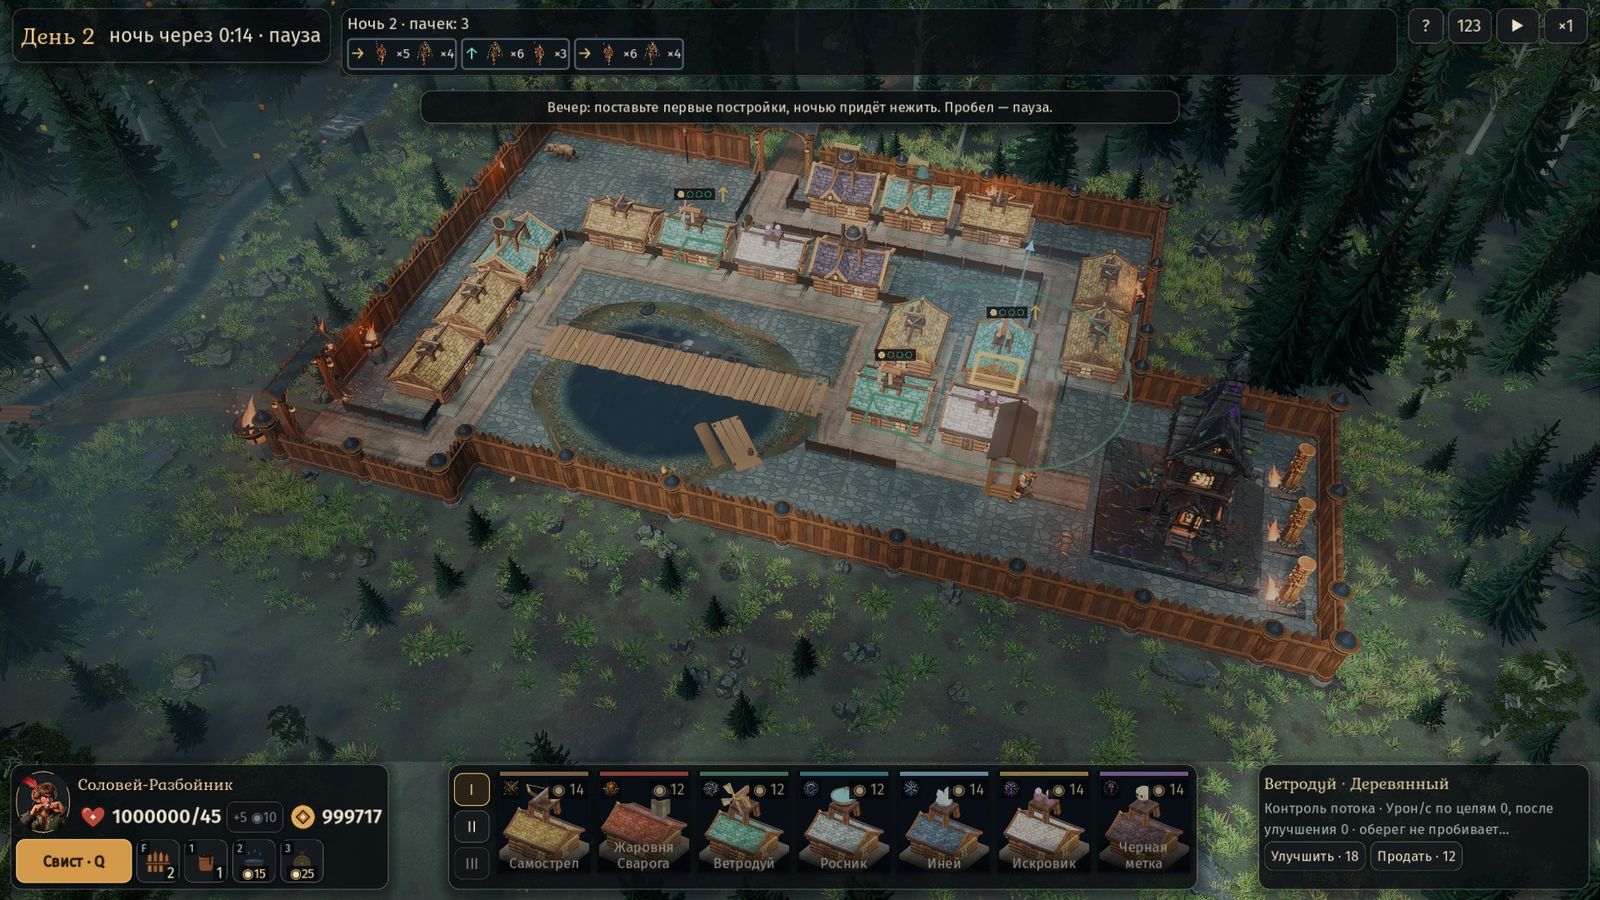 День 2 ночь через 0:14 · пауза
Ночь 2 · пачек: 3
→ ×5 ×4 ↑ ×6 ×3 → ×6 ×4
? 123 ▶ ×1
Вечер: поставьте первые постройки, ночью придёт нежить. Пробел — пауза.
Соловей-Разбойник
1000000/45 +5 10 999717
Свист · Q
F 2
1 1
2 15
3 25
I
II
III
14 Самострел
12 Жаровня Сварога
12 Ветродуй
12 Росник
14 Иней
14 Искровик
14 Черная метка
Ветродуй · Деревянный
Контроль потока · Урон/с по целям 0, после
улучшения 0 · оберег не пробивает…
Улучшить · 18 Продать · 12